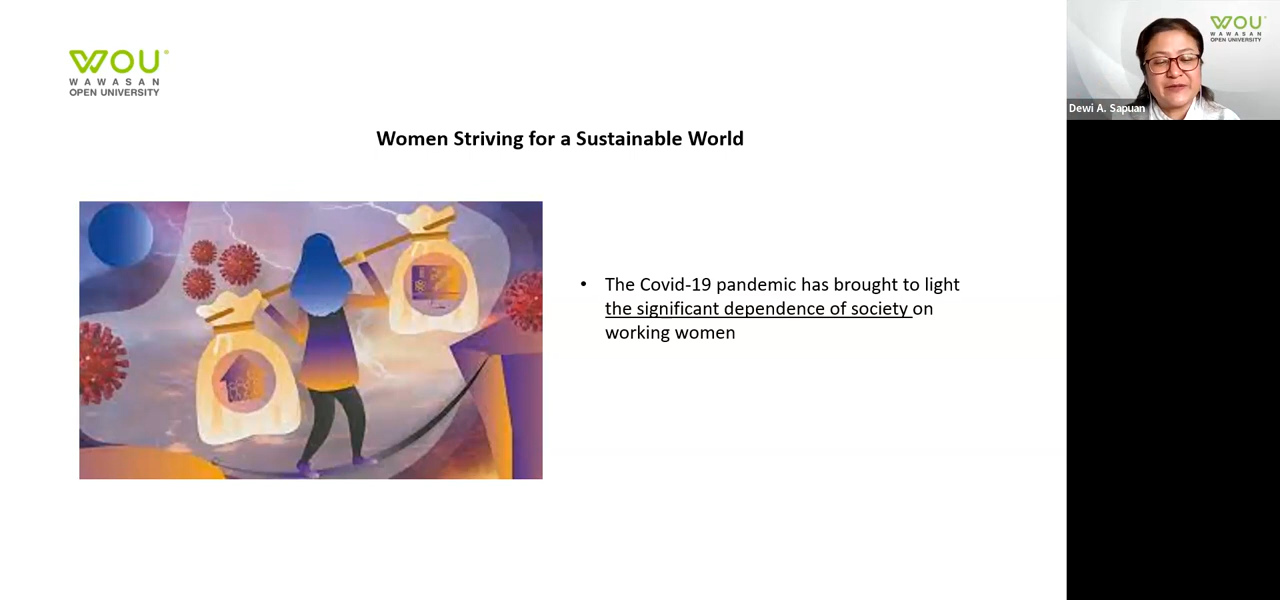 WOU
WAWASAN
OPEN UNIVERSITY
Women Striving for a Sustainable World
• The Covid-19 pandemic has brought to light
the significant dependence of society on
working women
WOU
WAWASAN
OPEN UNIVERSITY
Dewi A. Sapuan